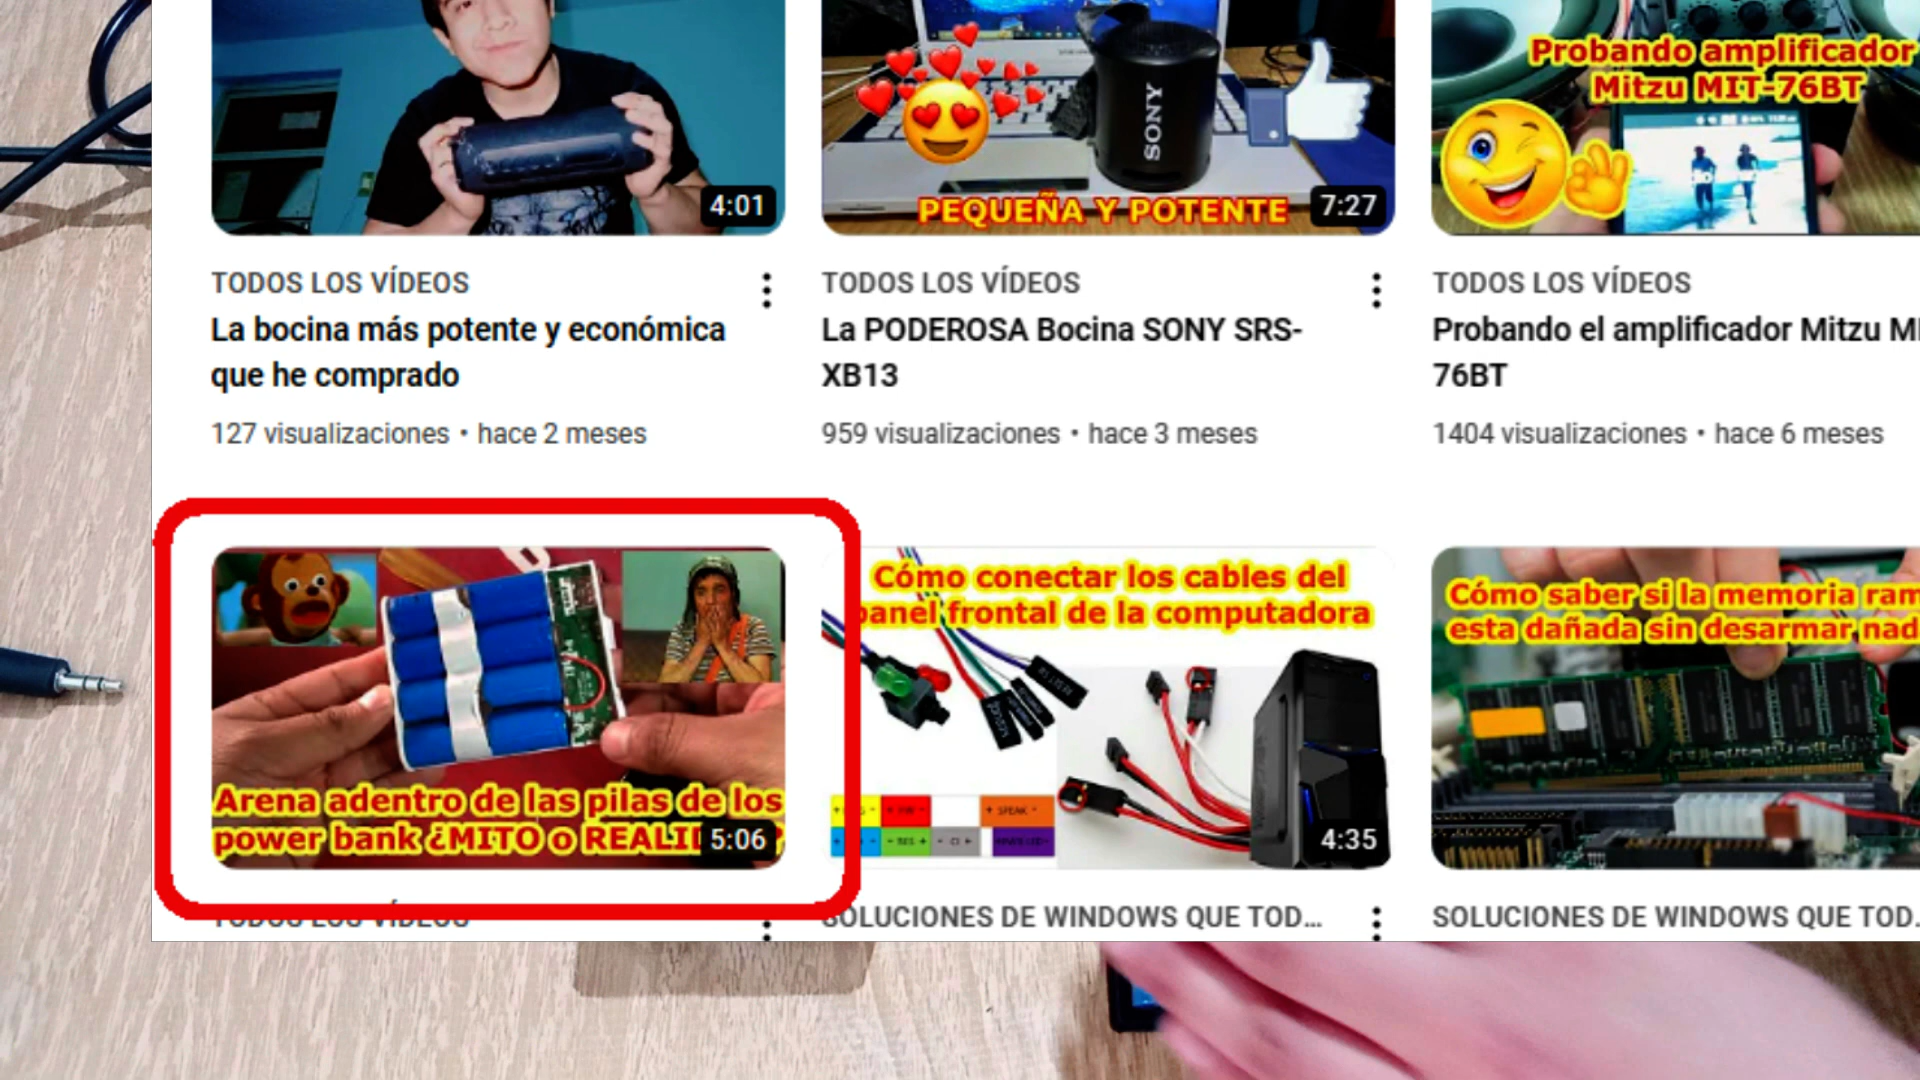 Probando amplificador
Mitzu MIT-76BT
SONY
4:01
PEQUEÑA Y POTENTE
7:27
TODOS LOS VÍDEOS
La bocina más potente y económica
que he comprado
127 visualizaciones • hace 2 meses
TODOS LOS VÍDEOS
La PODEROSA Bocina SONY SRS-
XB13
959 visualizaciones • hace 3 meses
TODOS LOS VÍDEOS
Probando el amplificador Mitzu
76BT
1404 visualizaciones • hace 6 meses
Arena adentro de las pilas de los
power bank ¿MITO o
5:06
TODOS LOS VÍDEOS
Cómo conectar los cables del
panel frontal de la computadora
+ SPEAK -
4:35
SOLUCIONES DE WINDOWS QUE TOD...
Cómo saber si la memoria ram
esta dañada sin desarmar nad
SOLUCIONES DE WINDOWS QUE TOD...